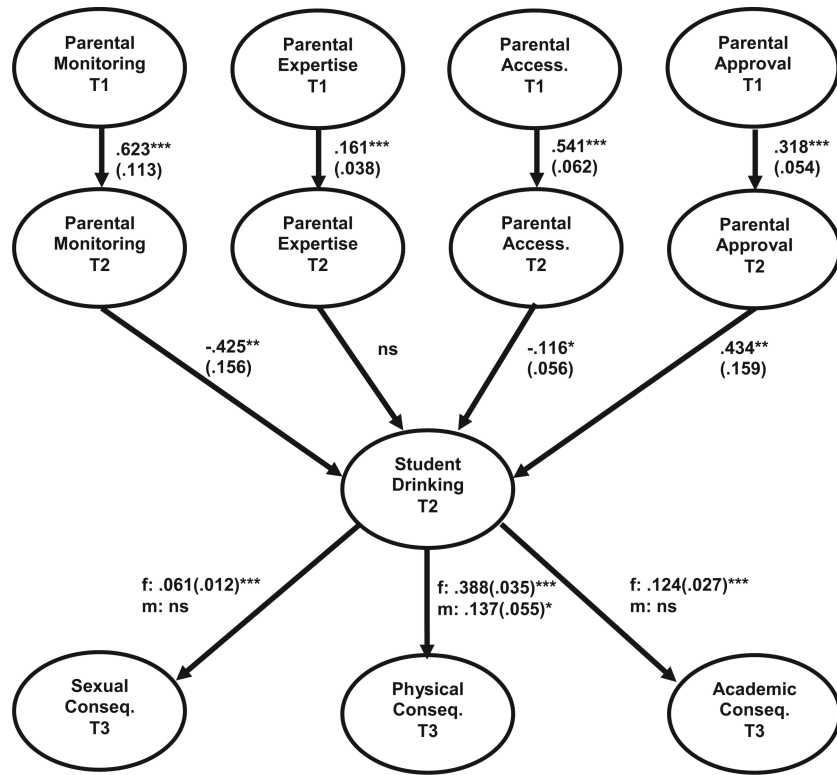 Parental
Monitoring
T1
Parental
Expertise
T1
Parental
Access.
T1
Parental
Approval
T1
.623***
(.113)
.161***
(.038)
.541***
(.062)
.318***
(.054)
Parental
Monitoring
T2
Parental
Expertise
T2
Parental
Access.
T2
Parental
Approval
T2
-.425**
(.156)
ns
-.116*
(.056)
.434**
(.159)
Student
Drinking
T2
f: .061(.012)***
m: ns
f: .388(.035)***
m: .137(.055)*
f: .124(.027)***
m: ns
Sexual
Conseq.
T3
Physical
Conseq.
T3
Academic
Conseq.
T3